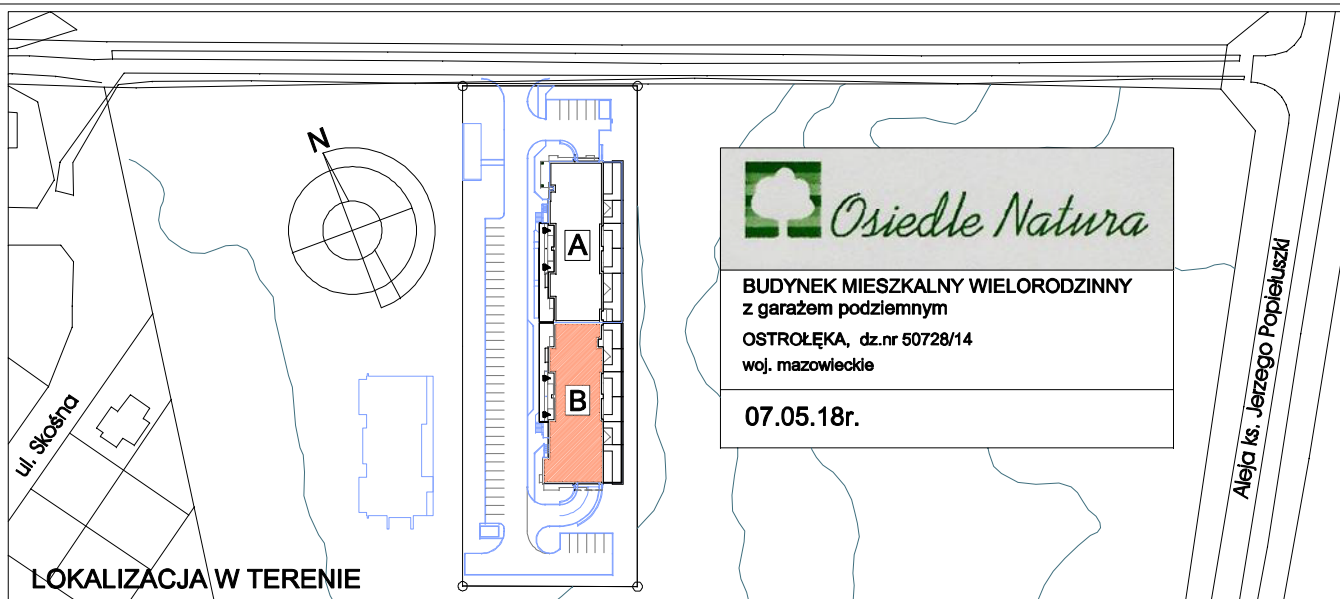 N
A
B
Osiedle Natura
BUDYNEK MIESZKALNY WIELORODZINNY
z garażem podziemnym
OSTROŁĘKA, dz.nr 50728/14
woj. mazowieckie
07.05.18r.
ul. Skośna
Aleja ks. Jerzego Popiełuszki
LOKALIZACJA W TERENIE